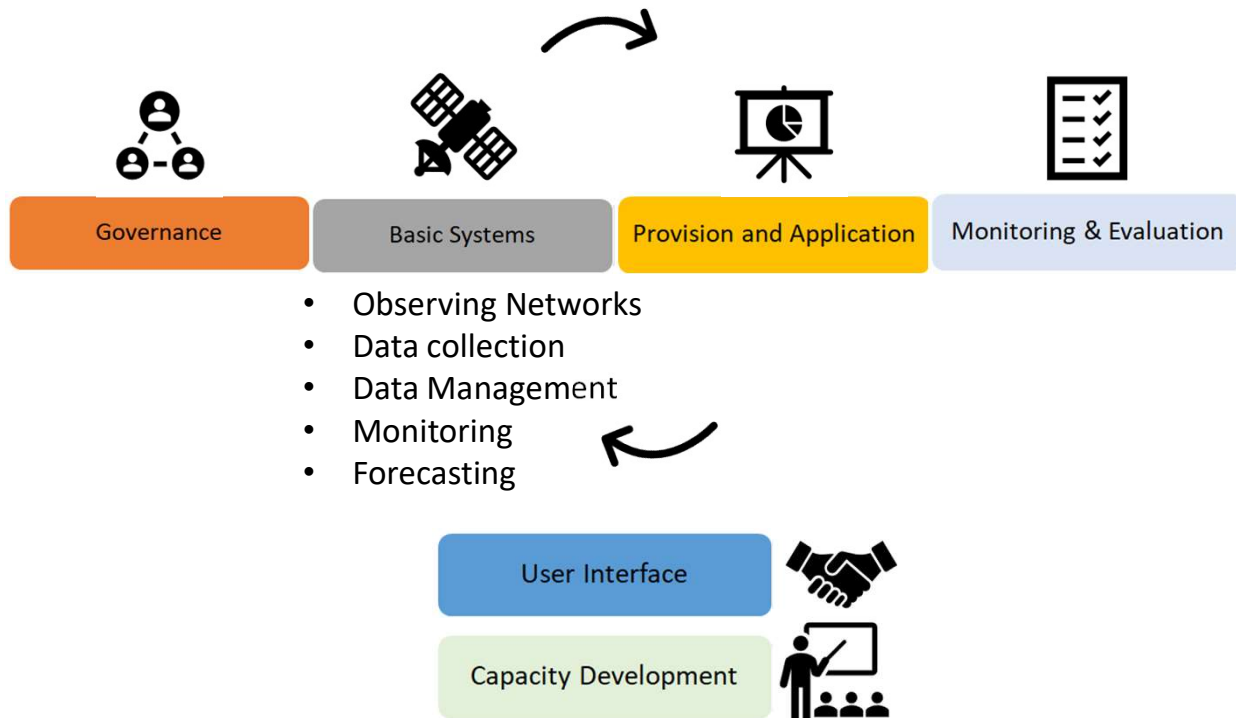 Governance
Basic Systems
Provision and Application
Monitoring & Evaluation
• Observing Networks
• Data collection
• Data Management
• Monitoring
• Forecasting
User Interface
Capacity Development